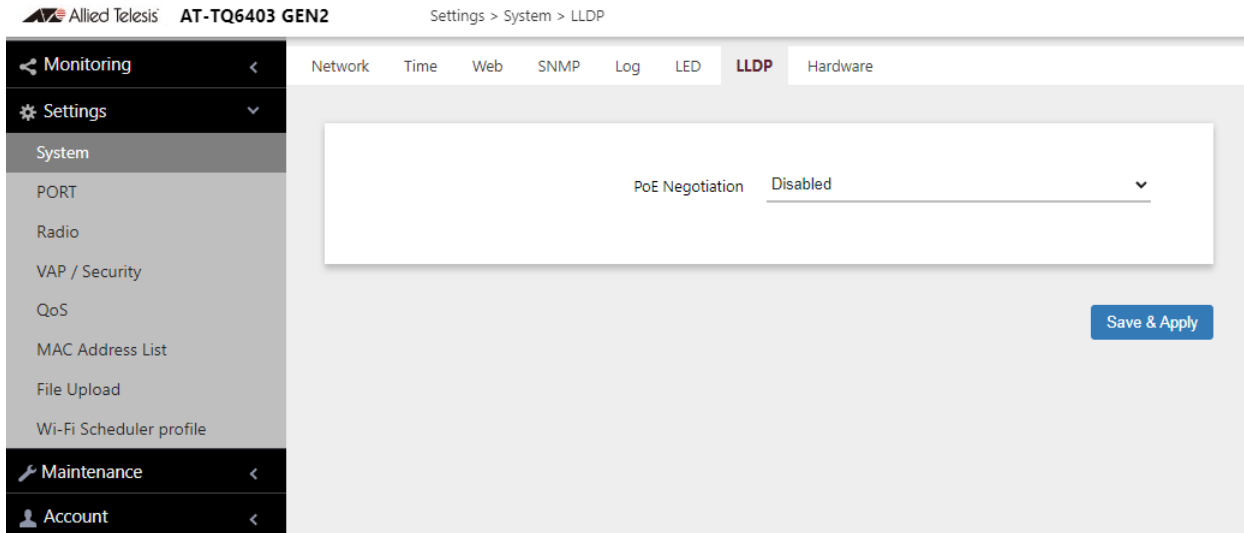 Allied Telesis AT-TQ6403 GEN2 Settings > System > LLDP
Monitoring
Network Time Web SNMP Log LED LLDP Hardware
Settings
System
PORT
PoE Negotiation Disabled
Radio
VAP / Security
QoS
Save & Apply
MAC Address List
File Upload
Wi-Fi Scheduler profile
Maintenance
Account